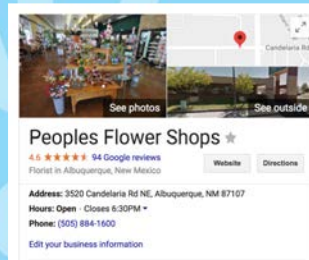 Candelaria Rd
See photos
See outside
Peoples Flower Shops
4.6 ★★★★★ 94 Google reviews
Website
Directions
Florist in Albuquerque, New Mexico
Address: 3520 Candelaria Rd NE, Albuquerque, NM 87107
Hours: Open · Closes 6:30PM
Phone: (505) 884-1600
Edit your business information